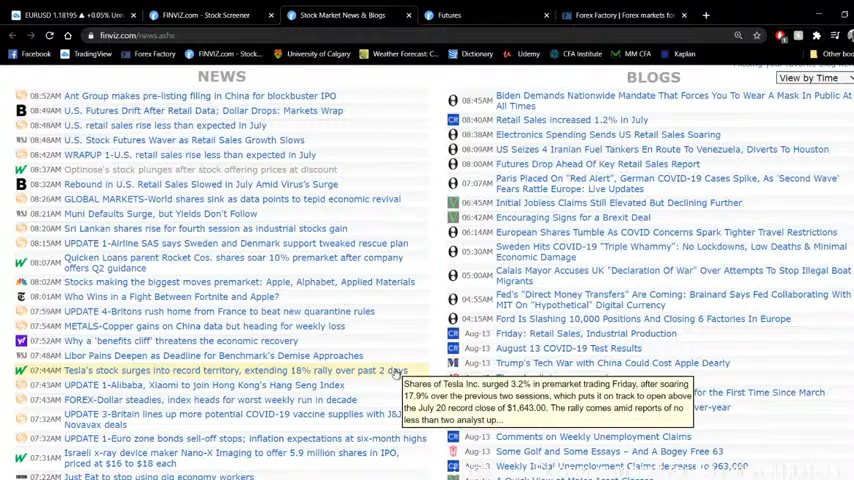 EURUSD 1.18195 ▲ +0.05% Unn
FINVIZ.com - Stock Screener
Stock Market News & Blogs
Futures
Forex Factory | Forex markets fo
finviz.com/news.ashx
Facebook
TradingView
Forex Factory
FINVIZ.com - Stock...
University of Calgary
Weather Forecast: C...
Dictionary
Udemy
CFA Institute
MM CFA
Kaplan
Other boo
NEWS
08:52AM Ant Group makes pre-listing filing in China for blockbuster IPO
08:49AM U.S. Futures Drift After Retail Data; Dollar Drops: Markets Wrap
08:48AM U.S. retail sales rise less than expected in July
08:48AM U.S. Stock Futures Waver as Retail Sales Growth Slows
08:42AM WRAPUP 1-U.S. retail sales rise less than expected in July
08:37AM Optinose's stock plunges after stock offering prices at discount
08:32AM Rebound in U.S. Retail Sales Slowed in July Amid Virus's Surge
08:26AM GLOBAL MARKETS-World shares sink as data points to tepid economic revival
08:21AM Muni Defaults Surge, but Yields Don't Follow
08:20AM Sri Lankan shares rise for fourth session as industrial stocks gain
08:15AM UPDATE 1-Airline SAS says Sweden and Denmark support tweaked rescue plan
08:07AM Quicken Loans parent Rocket Cos. shares soar 10% premarket after company
offers Q2 guidance
08:02AM Stocks making the biggest moves premarket: Apple, Alphabet, Applied Materials
08:01AM Who Wins in a Fight Between Fortnite and Apple?
07:59AM UPDATE 4-Britons rush home from France to beat new quarantine rules
07:54AM METALS-Copper gains on China data but heading for weekly loss
07:52AM Why a 'benefits cliff' threatens the economic recovery
07:48AM Libor Pains Deepen as Deadline for Benchmark's Demise Approaches
07:44AM Tesla's stock surges into record territory, extending 18% rally over past 2 days
07:43AM UPDATE 1-Alibaba, Xiaomi to join Hong Kong's Hang Seng Index
07:43AM FOREX-Dollar steadies, index heads for worst weekly run in decade
07:32AM UPDATE 3-Britain lines up more potential COVID-19 vaccine supplies with J&J
Novavax deals
07:32AM UPDATE 1-Euro zone bonds sell-off stops; inflation expectations at six-month highs
07:31AM Israeli x-ray device maker Nano-X Imaging to offer 5.9 million shares in IPO,
priced at $16 to $18 each
07:22AM Just Eat to stop using gig economy workers
BLOGS
View by Time
08:45AM Biden Demands Nationwide Mandate That Forces You To Wear A Mask In Public At
All Times
08:40AM Retail Sales increased 1.2% in July
08:38AM Electronics Spending Sends US Retail Sales Soaring
08:09AM US Seizes 4 Iranian Fuel Tankers En Route To Venezuela, Diverts To Houston
08:00AM Futures Drop Ahead Of Key Retail Sales Report
07:07AM Paris Placed On "Red Alert", German COVID-19 Cases Spike, As 'Second Wave'
Fears Rattle Europe: Live Updates
06:45AM Initial Jobless Claims Still Elevated But Declining Further
06:42AM Encouraging Signs for a Brexit Deal
06:14AM European Shares Tumble As COVID Concerns Spark Tighter Travel Restrictions
05:30AM Sweden Hits COVID-19 "Triple Whammy": No Lockdowns, Low Deaths & Minimal
Economic Damage
05:00AM Calais Mayor Accuses UK "Declaration Of War" Over Attempts To Stop Illegal Boat
Migrants
04:55AM Fed's "Direct Money Transfers" Are Coming: Brainard Says Fed Collaborating With
MIT On "Hypothetical" Digital Currency
04:15AM Ford Is Slashing 10,000 Positions And Closing 6 Factories In Europe
Aug-13 Friday: Retail Sales, Industrial Production
Aug-13 August 13 COVID-19 Test Results
Aug-13 Trump's Tech War with China Could Cost Apple Dearly
Shares of Tesla Inc. surged 3.2% in premarket trading Friday, after soaring
17.9% over the previous two sessions, which puts it on track to open above
the July 20 record close of $1,643.00. The rally comes amid reports of no
less than two analyst up...
for the First Time Since March
ver-year
Aug-13 Comments on Weekly Unemployment Claims
Aug-13 Some Golf and Some Essays – And A Bogey Free 63
Aug-13 Weekly Initial Unemployment Claims decrease to 963,000